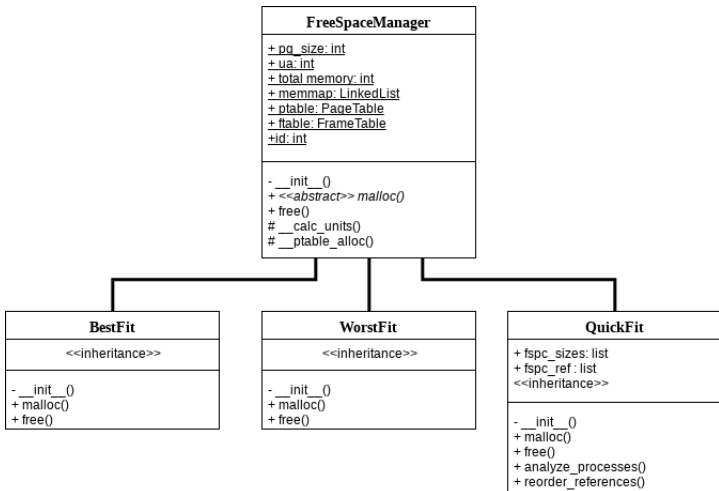 FreeSpaceManager
+ pg_size: int
+ ua: int
+ total memory: int
+ memmap: LinkedList
+ ptable: PageTable
+ ftable: FrameTable
+id: int
- __init__()
+ <<abstract>> malloc()
+ free()
# __calc_units()
# __ptable_alloc()
BestFit
<<inheritance>>
- __init__()
+ malloc()
+ free()
WorstFit
<<inheritance>>
- __init__()
+ malloc()
+ free()
QuickFit
+ fspc_sizes: list
+ fspc_ref : list
<<inheritance>>
- __init__()
+ malloc()
+ free()
+ analyze_processes()
+ reorder_references()